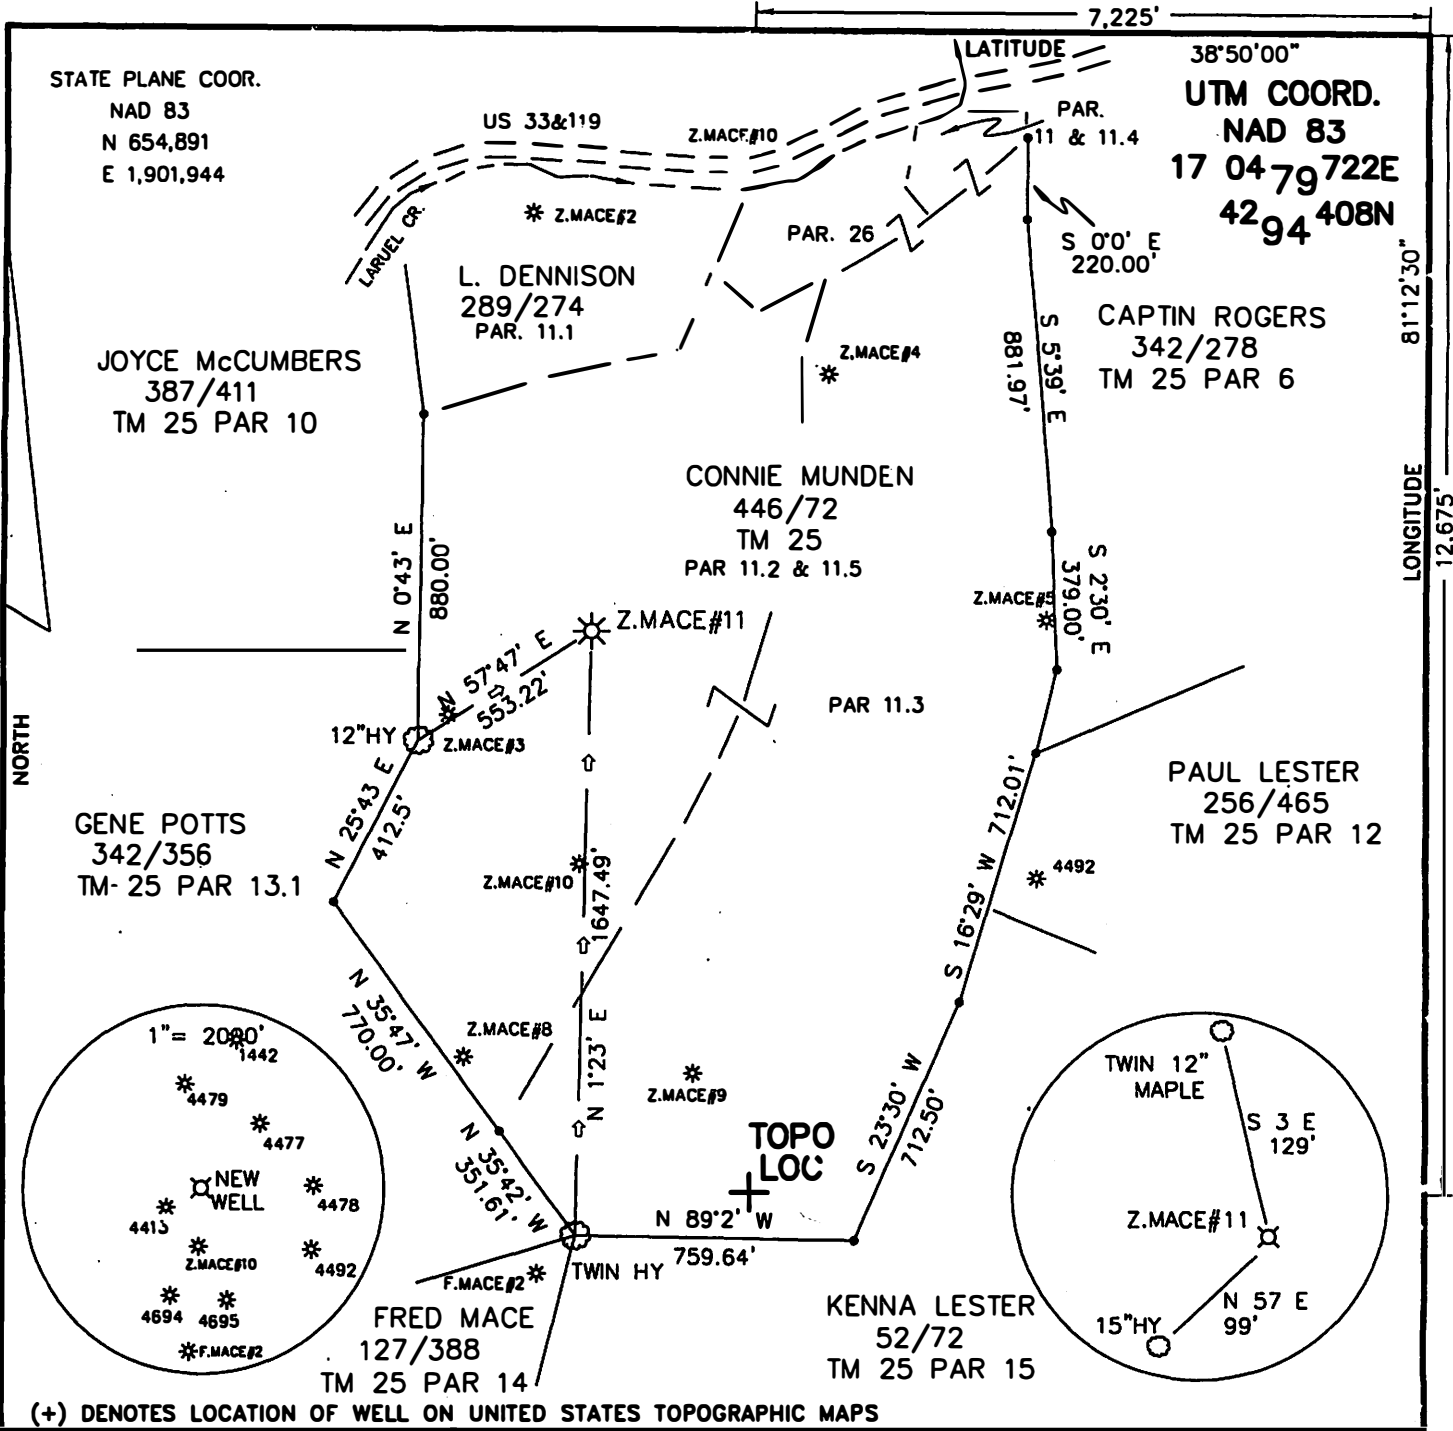 7,225'
LATITUDE
38°50'00"
STATE PLANE COOR.
NAD 83
N 654,891
E 1,901,944
US 33&119
Z.MACE#10
PAR.
11 & 11.4
UTM COORD.
NAD 83
17 04 79 722E
42 94 408N
LARUEL CR.
Z.MACE#2
PAR. 26
S 0°0' E
220.00'
81°12'30"
LONGITUDE
12,675'
L. DENNISON
289/274
PAR. 11.1
CAPTIN ROGERS
342/278
TM 25 PAR 6
S 5°39' E
881.97'
Z.MACE#4
JOYCE McCUMBERS
387/411
TM 25 PAR 10
CONNIE MUNDEN
446/72
TM 25
PAR 11.2 & 11.5
N 0°43' E
880.00'
S 2°30' E
379.00'
Z.MACE#5
Z.MACE#11
N 57°47' E
553.22'
PAR 11.3
12"HY
Z.MACE#3
NORTH
PAUL LESTER
256/465
TM 25 PAR 12
GENE POTTS
342/356
TM- 25 PAR 13.1
N 25°43 E
412.5'
S 16°29' W 712.01'
4492
Z.MACE#10
1647.49'
N 1°23' E
N 35°47' W
770.00'
Z.MACE#8
Z.MACE#9
TOPO
LOC
S 23°30' W
712.50'
N 35°42' W
351.61'
N 89°2' W
759.64'
TWIN HY
F.MACE#2
FRED MACE
127/388
TM 25 PAR 14
KENNA LESTER
52/72
TM 25 PAR 15
1"= 2000'
1442
4479
4477
NEW
WELL
4478
4413
Z.MACE#10
4492
4694
4695
F.MACE#2
TWIN 12"
MAPLE
S 3 E
129'
Z.MACE#11
N 57 E
99'
15"HY
(+) DENOTES LOCATION OF WELL ON UNITED STATES TOPOGRAPHIC MAPS